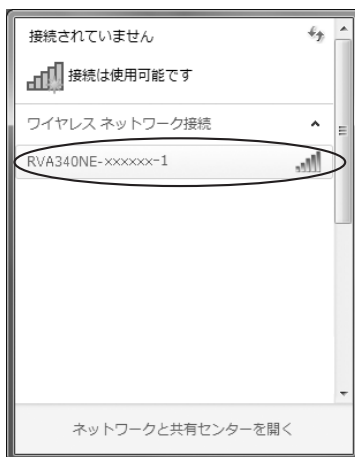 接続されていません
接続は使用可能です
ワイヤレス ネットワーク接続
RVA340NE-××××××-1
ネットワークと共有センターを開く